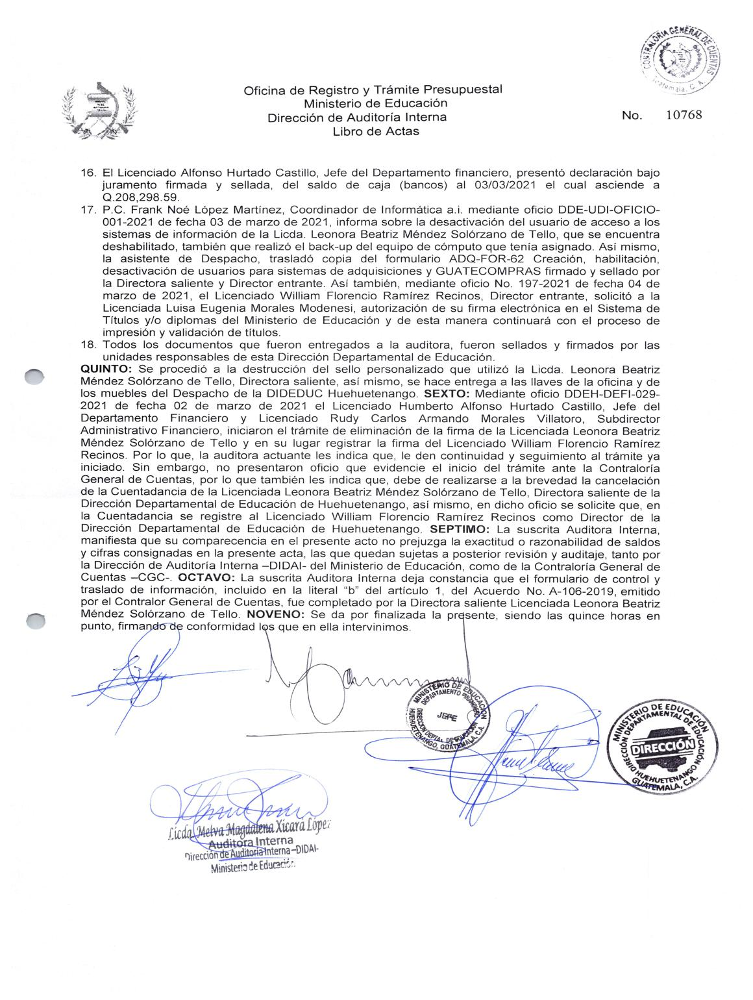 CONTRALORIA GENERAL DE CUENTAS
Guatemala, C. A.
Oficina de Registro y Trámite Presupuestal
Ministerio de Educación
Dirección de Auditoría Interna
Libro de Actas
No. 10768
16. El Licenciado Alfonso Hurtado Castillo, Jefe del Departamento financiero, presentó declaración bajo
juramento firmada y sellada, del saldo de caja (bancos) al 03/03/2021 el cual asciende a
Q.208,298.59.
17. P.C. Frank Noé López Martínez, Coordinador de Informática a.i. mediante oficio DDE-UDI-OFICIO-
001-2021 de fecha 03 de marzo de 2021, informa sobre la desactivación del usuario de acceso a los
sistemas de información de la Licda. Leonora Beatriz Méndez Solórzano de Tello, que se encuentra
deshabilitado, también que realizó el back-up del equipo de cómputo que tenía asignado. Así mismo,
la asistente de Despacho, trasladó copia del formulario ADQ-FOR-62 Creación, habilitación,
desactivación de usuarios para sistemas de adquisiciones y GUATECOMPRAS firmado y sellado por
la Directora saliente y Director entrante. Así también, mediante oficio No. 197-2021 de fecha 04 de
marzo de 2021, el Licenciado William Florencio Ramírez Recinos, Director entrante, solicitó a la
Licenciada Luisa Eugenia Morales Modenesi, autorización de su firma electrónica en el Sistema de
Títulos y/o diplomas del Ministerio de Educación y de esta manera continuará con el proceso de
impresión y validación de títulos.
18. Todos los documentos que fueron entregados a la auditora, fueron sellados y firmados por las
unidades responsables de esta Dirección Departamental de Educación.
QUINTO: Se procedió a la destrucción del sello personalizado que utilizó la Licda. Leonora Beatriz
Méndez Solórzano de Tello, Directora saliente, así mismo, se hace entrega a las llaves de la oficina y de
los muebles del Despacho de la DIDEDUC Huehuetenango. SEXTO: Mediante oficio DDEH-DEFI-029-
2021 de fecha 02 de marzo de 2021 el Licenciado Humberto Alfonso Hurtado Castillo, Jefe del
Departamento Financiero y Licenciado Rudy Carlos Armando Morales Villatoro, Subdirector
Administrativo Financiero, iniciaron el trámite de eliminación de la firma de la Licenciada Leonora Beatriz
Méndez Solórzano de Tello y en su lugar registrar la firma del Licenciado William Florencio Ramírez
Recinos. Por lo que, la auditora actuante les indica que, le den continuidad y seguimiento al trámite ya
iniciado. Sin embargo, no presentaron oficio que evidencie el inicio del trámite ante la Contraloría
General de Cuentas, por lo que también les indica que, debe de realizarse a la brevedad la cancelación
de la Cuentadancia de la Licenciada Leonora Beatriz Méndez Solórzano de Tello, Directora saliente de la
Dirección Departamental de Educación de Huehuetenango, así mismo, en dicho oficio se solicite que, en
la Cuentadancia se registre al Licenciado William Florencio Ramírez Recinos como Director de la
Dirección Departamental de Educación de Huehuetenango. SEPTIMO: La suscrita Auditora Interna,
manifiesta que su comparecencia en el presente acto no prejuzga la exactitud o razonabilidad de saldos
y cifras consignadas en la presente acta, las que quedan sujetas a posterior revisión y auditaje, tanto por
la Dirección de Auditoría Interna –DIDAI- del Ministerio de Educación, como de la Contraloría General de
Cuentas –CGC-. OCTAVO: La suscrita Auditora Interna deja constancia que el formulario de control y
traslado de información, incluido en la literal “b” del artículo 1, del Acuerdo No. A-106-2019, emitido
por el Contralor General de Cuentas, fue completado por la Directora saliente Licenciada Leonora Beatriz
Méndez Solórzano de Tello. NOVENO: Se da por finalizada la presente, siendo las quince horas en
punto, firmando de conformidad los que en ella intervinimos.
MINISTERIO DE EDUCACIÓN
DEPARTAMENTO FINANCIERO
JEFE
DIRECCION DEPTAL DE EDUCACION
HUEHUETENANGO, GUATEMALA, C.A.
MINISTERIO DE EDUCACIÓN
DIRECCIÓN DEPARTAMENTAL DE EDUCACIÓN
DIRECCIÓN
HUEHUETENANGO
GUATEMALA, C.A.
Licda. Melva Magdalena Xicará López
Auditora Interna
Dirección de Auditoría Interna –DIDAI-
Ministerio de Educación